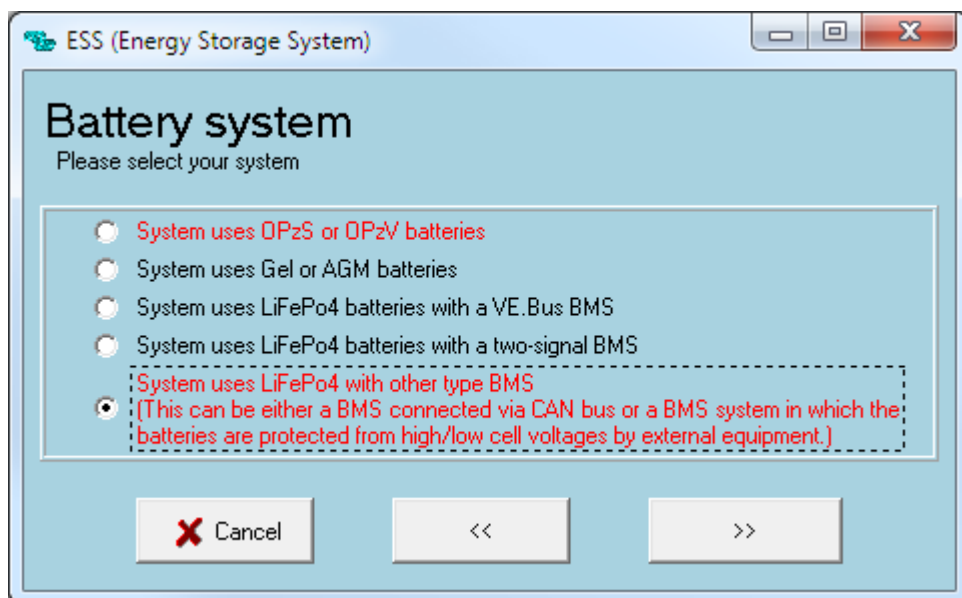 ESS (Energy Storage System)
Battery system
Please select your system
System uses OPzS or OPzV batteries
System uses Gel or AGM batteries
System uses LiFePo4 batteries with a VE.Bus BMS
System uses LiFePo4 batteries with a two-signal BMS
System uses LiFePo4 with other type BMS
(This can be either a BMS connected via CAN bus or a BMS system in which the
batteries are protected from high/low cell voltages by external equipment.)
Cancel
<<
>>